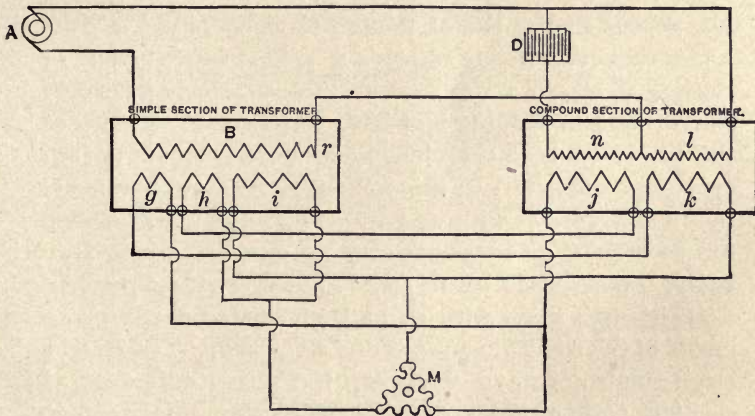 A
D
SIMPLE SECTION OF TRANSFORMER
COMPOUND SECTION OF TRANSFORMER.
B
r
n
l
g
h
i
j
k
M